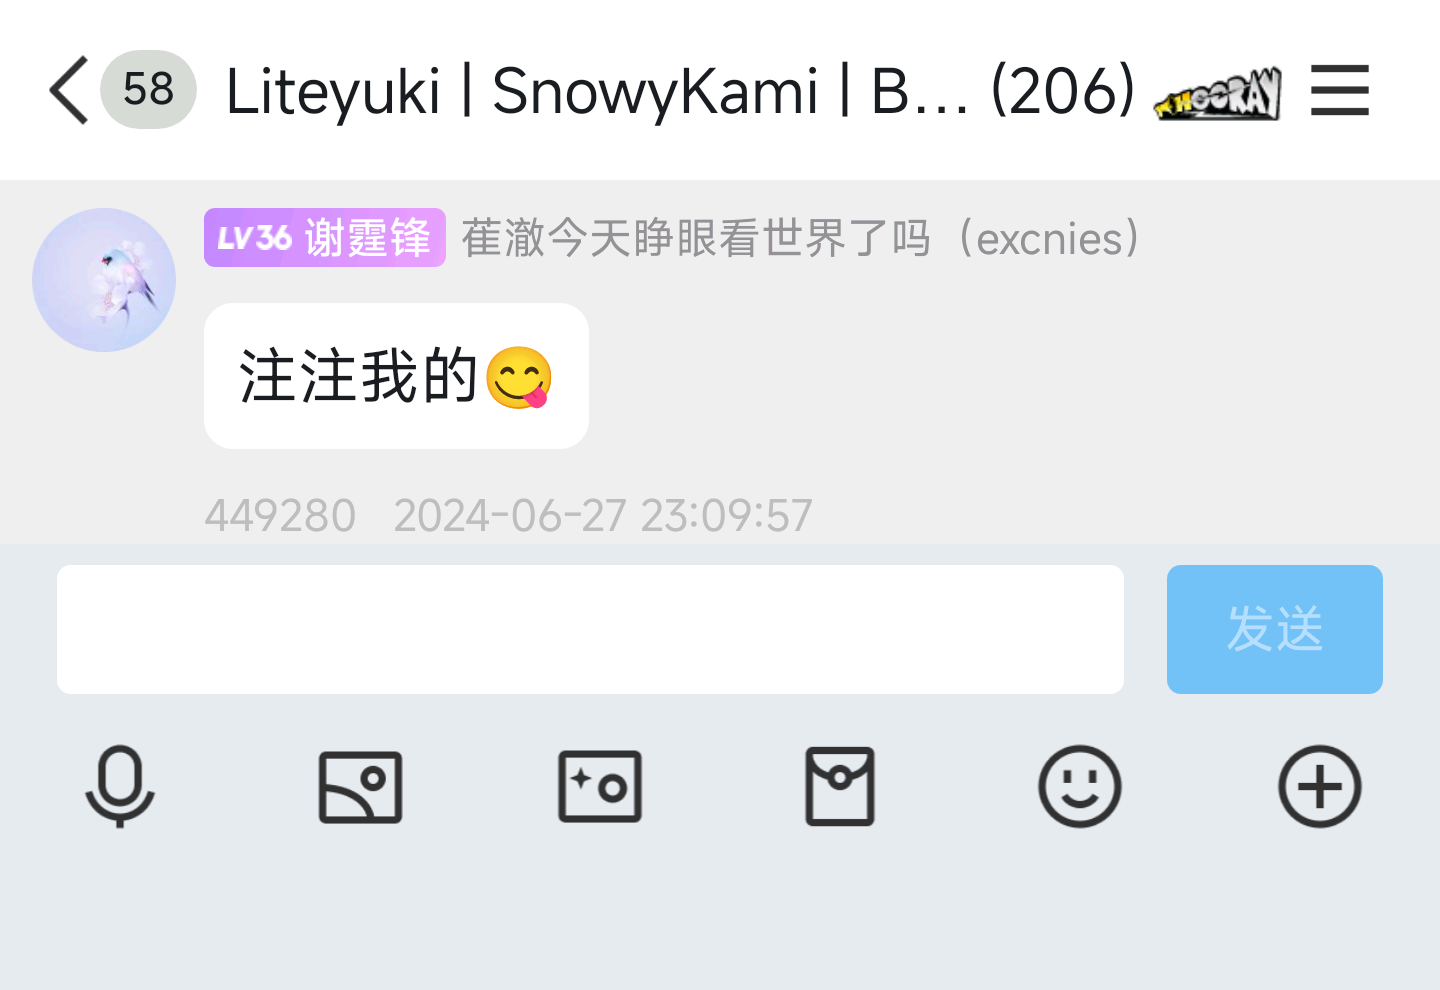 58 Liteyuki | SnowyKami | B... (206) WHOORAY
LV36 谢霆锋 萑澈今天睁眼看世界了吗（excnies）
注注我的😋
449280 2024-06-27 23:09:57
发送